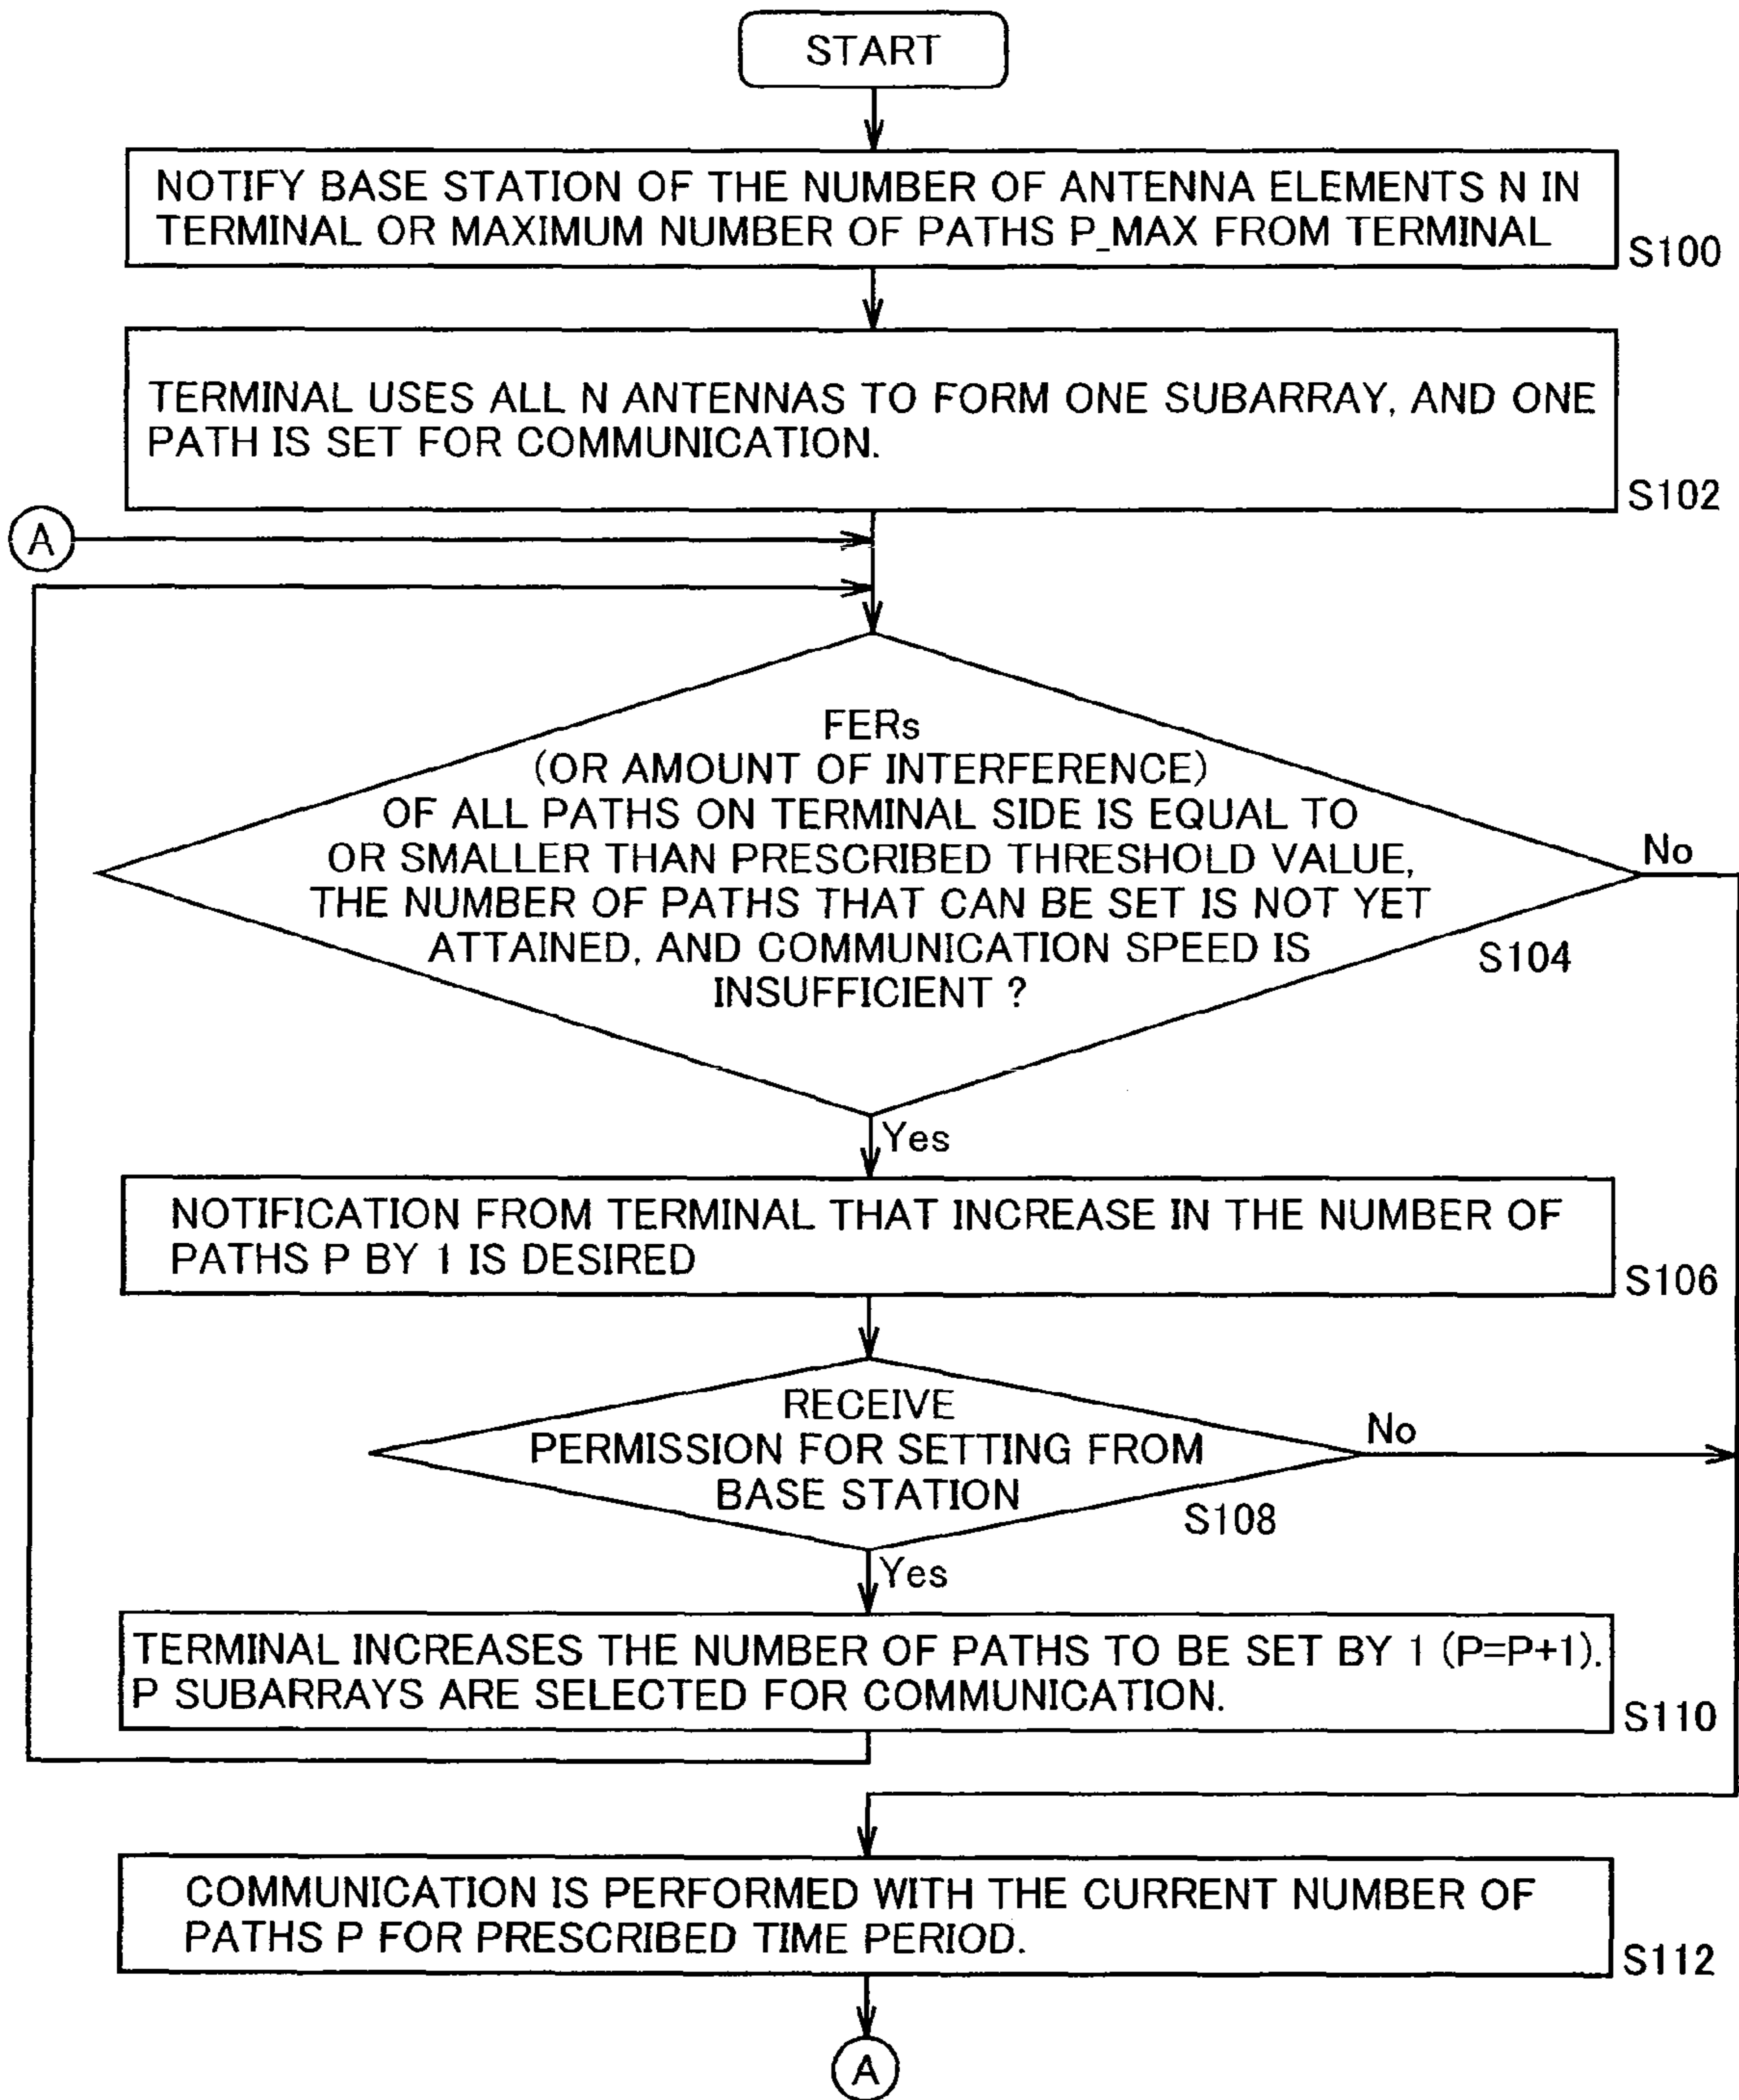 START
NOTIFY BASE STATION OF THE NUMBER OF ANTENNA ELEMENTS N IN
TERMINAL OR MAXIMUM NUMBER OF PATHS P_MAX FROM TERMINAL
S100
TERMINAL USES ALL N ANTENNAS TO FORM ONE SUBARRAY, AND ONE
PATH IS SET FOR COMMUNICATION.
S102
A
FERs
(OR AMOUNT OF INTERFERENCE)
OF ALL PATHS ON TERMINAL SIDE IS EQUAL TO
OR SMALLER THAN PRESCRIBED THRESHOLD VALUE,
THE NUMBER OF PATHS THAT CAN BE SET IS NOT YET
ATTAINED, AND COMMUNICATION SPEED IS
INSUFFICIENT ?
No
S104
Yes
NOTIFICATION FROM TERMINAL THAT INCREASE IN THE NUMBER OF
PATHS P BY 1 IS DESIRED
S106
RECEIVE
PERMISSION FOR SETTING FROM
BASE STATION
No
S108
Yes
TERMINAL INCREASES THE NUMBER OF PATHS TO BE SET BY 1 (P=P+1).
P SUBARRAYS ARE SELECTED FOR COMMUNICATION.
S110
COMMUNICATION IS PERFORMED WITH THE CURRENT NUMBER OF
PATHS P FOR PRESCRIBED TIME PERIOD.
S112
A